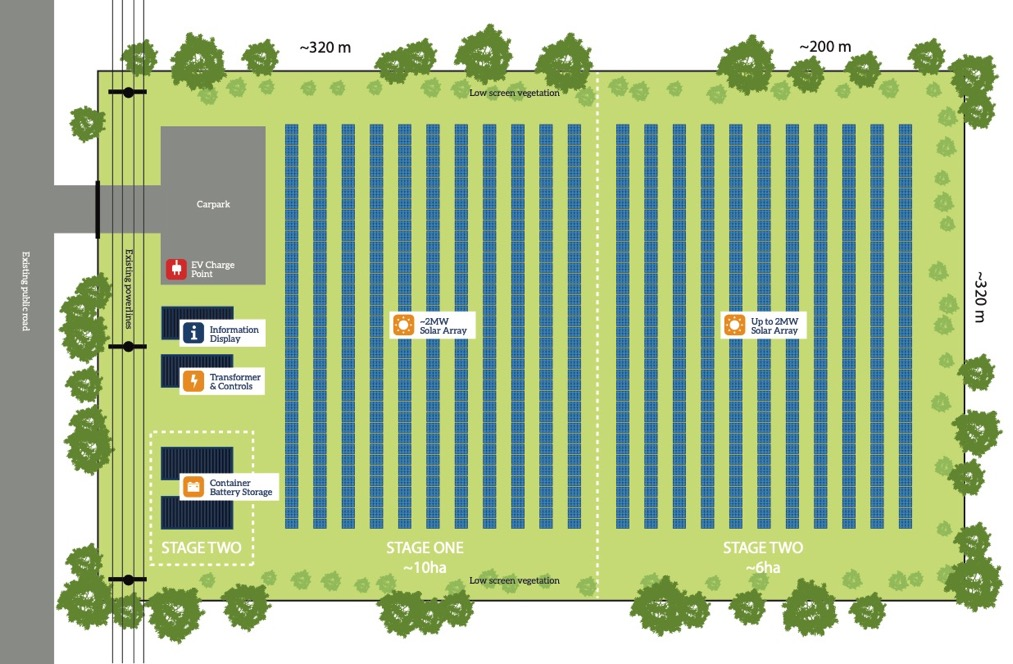 ~320 m
~200 m
Low screen vegetation
Carpark
EV Charge
Point
Existing public road
Existing powerlines
~320 m
Information
Display
Transformer
& Controls
~2MW
Solar Array
Up to 2MW
Solar Array
Container
Battery Storage
STAGE TWO
STAGE ONE
~10ha
STAGE TWO
~6ha
Low screen vegetation